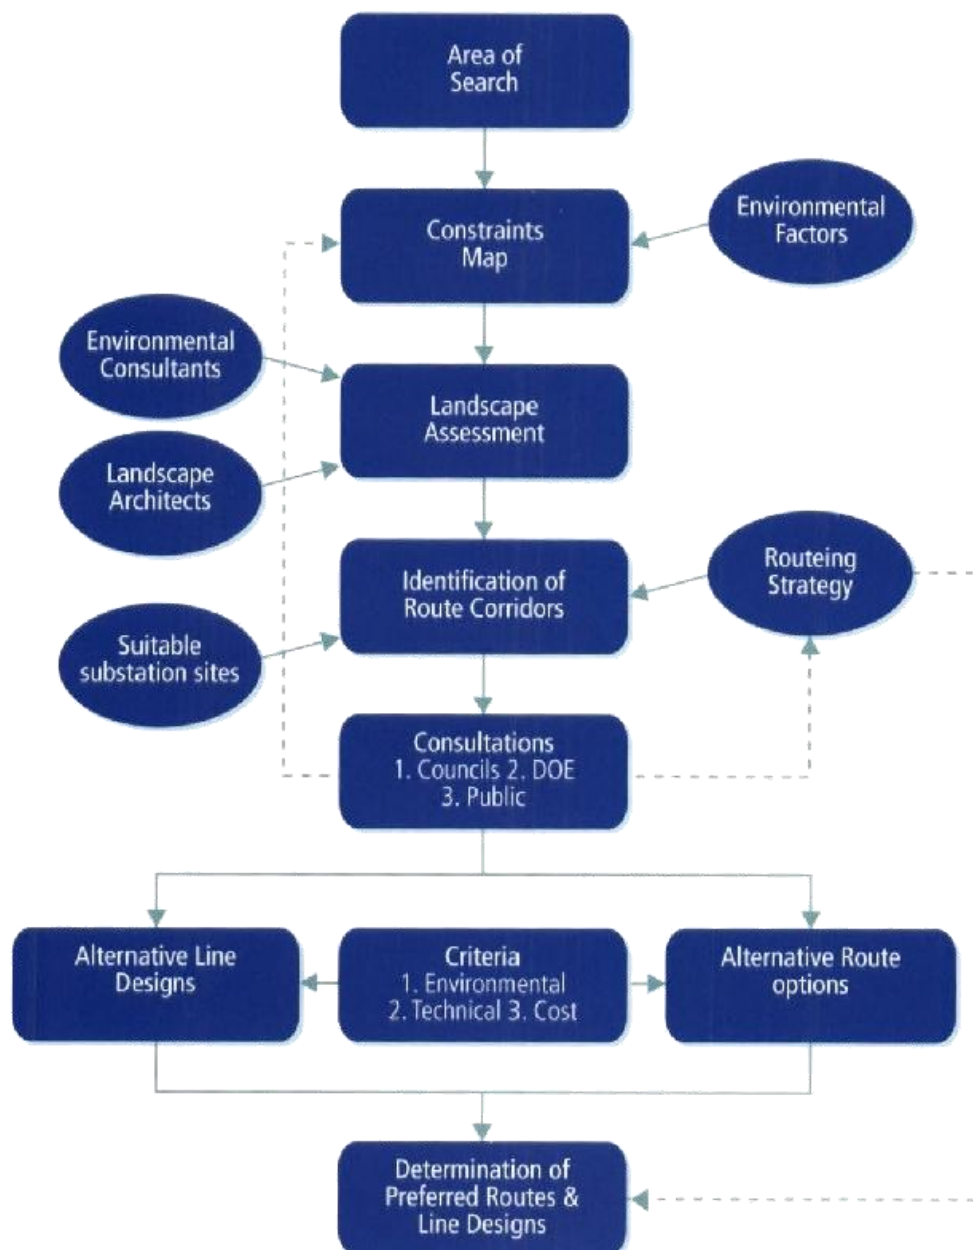 Area of
Search
Constraints
Map
Environmental
Factors
Environmental
Consultants
Landscape
Assessment
Landscape
Architects
Identification of
Route Corridors
Routeing
Strategy
Suitable
substation sites
Consultations
1. Councils 2. DOE
3. Public
Alternative Line
Designs
Criteria
1. Environmental
2. Technical 3. Cost
Alternative Route
options
Determination of
Preferred Routes &
Line Designs